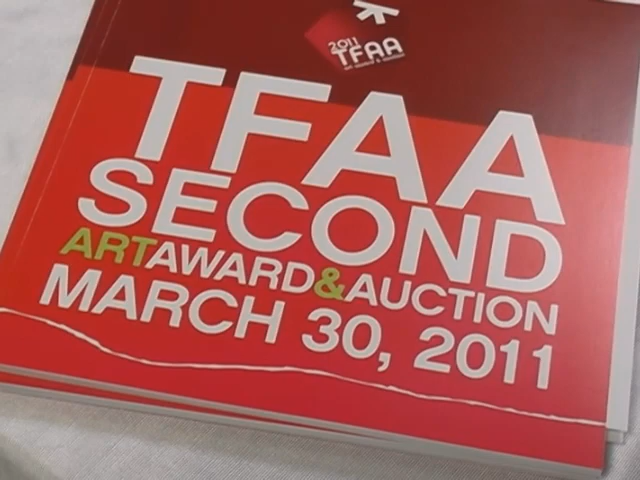 2011
TFAA
TFAA
SECOND
ARTAWARD&AUCTION
MARCH 30, 2011